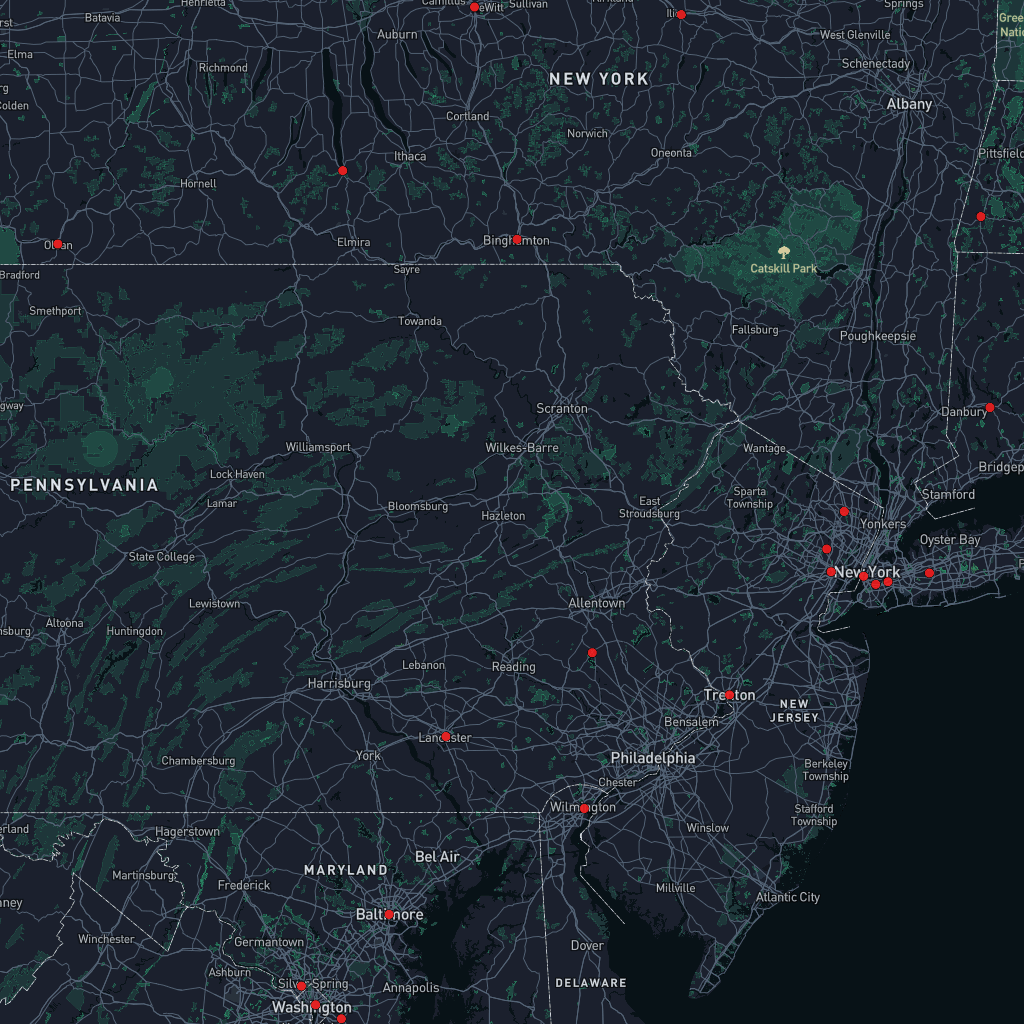 Henrietta
Camillus
DeWitt
Sullivan
Springs
Batavia
Auburn
West Glenville
Elma
Richmond
NEW YORK
Schenectady
Albany
Colden
Cortland
Norwich
Ithaca
Oneonta
Pittsfield
Hornell
Olean
Elmira
Binghamton
Catskill Park
Bradford
Sayre
Smethport
Towanda
Fallsburg
Poughkeepsie
Scranton
Danbury
Williamsport
Wilkes-Barre
Wantage
Lock Haven
Bridgep
PENNSYLVANIA
Lamar
Bloomsburg
Hazleton
East
Stroudsburg
Sparta
Township
Stamford
Yonkers
Oyster Bay
State College
New York
Lewistown
Allentown
Altoona
Huntingdon
Lebanon
Reading
Harrisburg
Trenton
NEW
JERSEY
Bensalem
Lancaster
York
Chambersburg
Philadelphia
Berkeley
Township
Chester
Wilmington
Stafford
Township
Hagerstown
Winslow
Bel Air
MARYLAND
Martinsburg
Frederick
Millville
Atlantic City
Baltimore
Winchester
Germantown
Dover
Ashburn
Silver Spring
Annapolis
DELAWARE
Washington